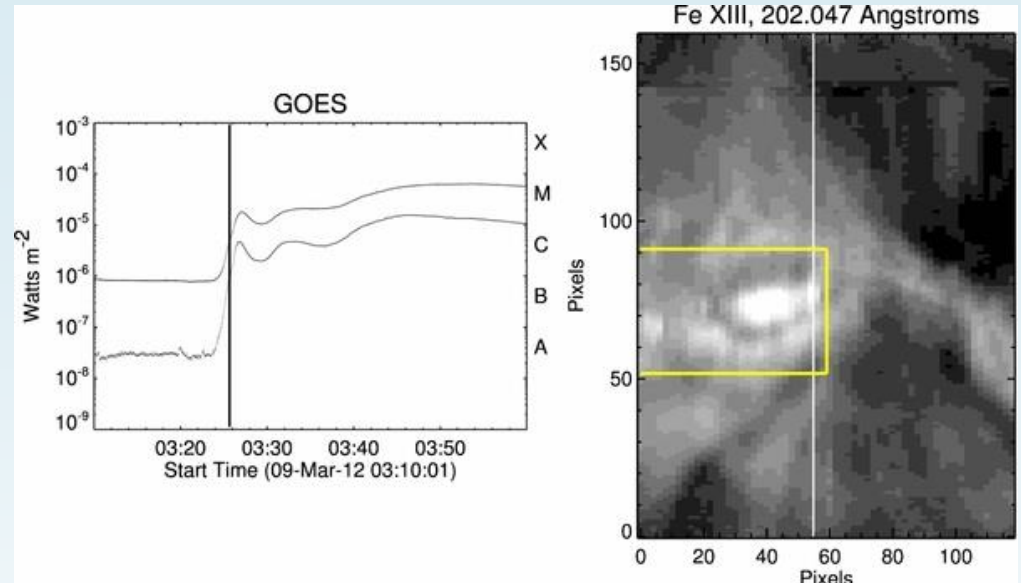 GOES
10-3
10-4
10-5
10-6
10-7
10-8
10-9
Watts m-2
X
M
C
B
A
03:20 03:30 03:40 03:50
Start Time (09-Mar-12 03:10:01)
Fe XIII, 202.047 Angstroms
150
100
50
0
Pixels
0 20 40 60 80 100
Pixels